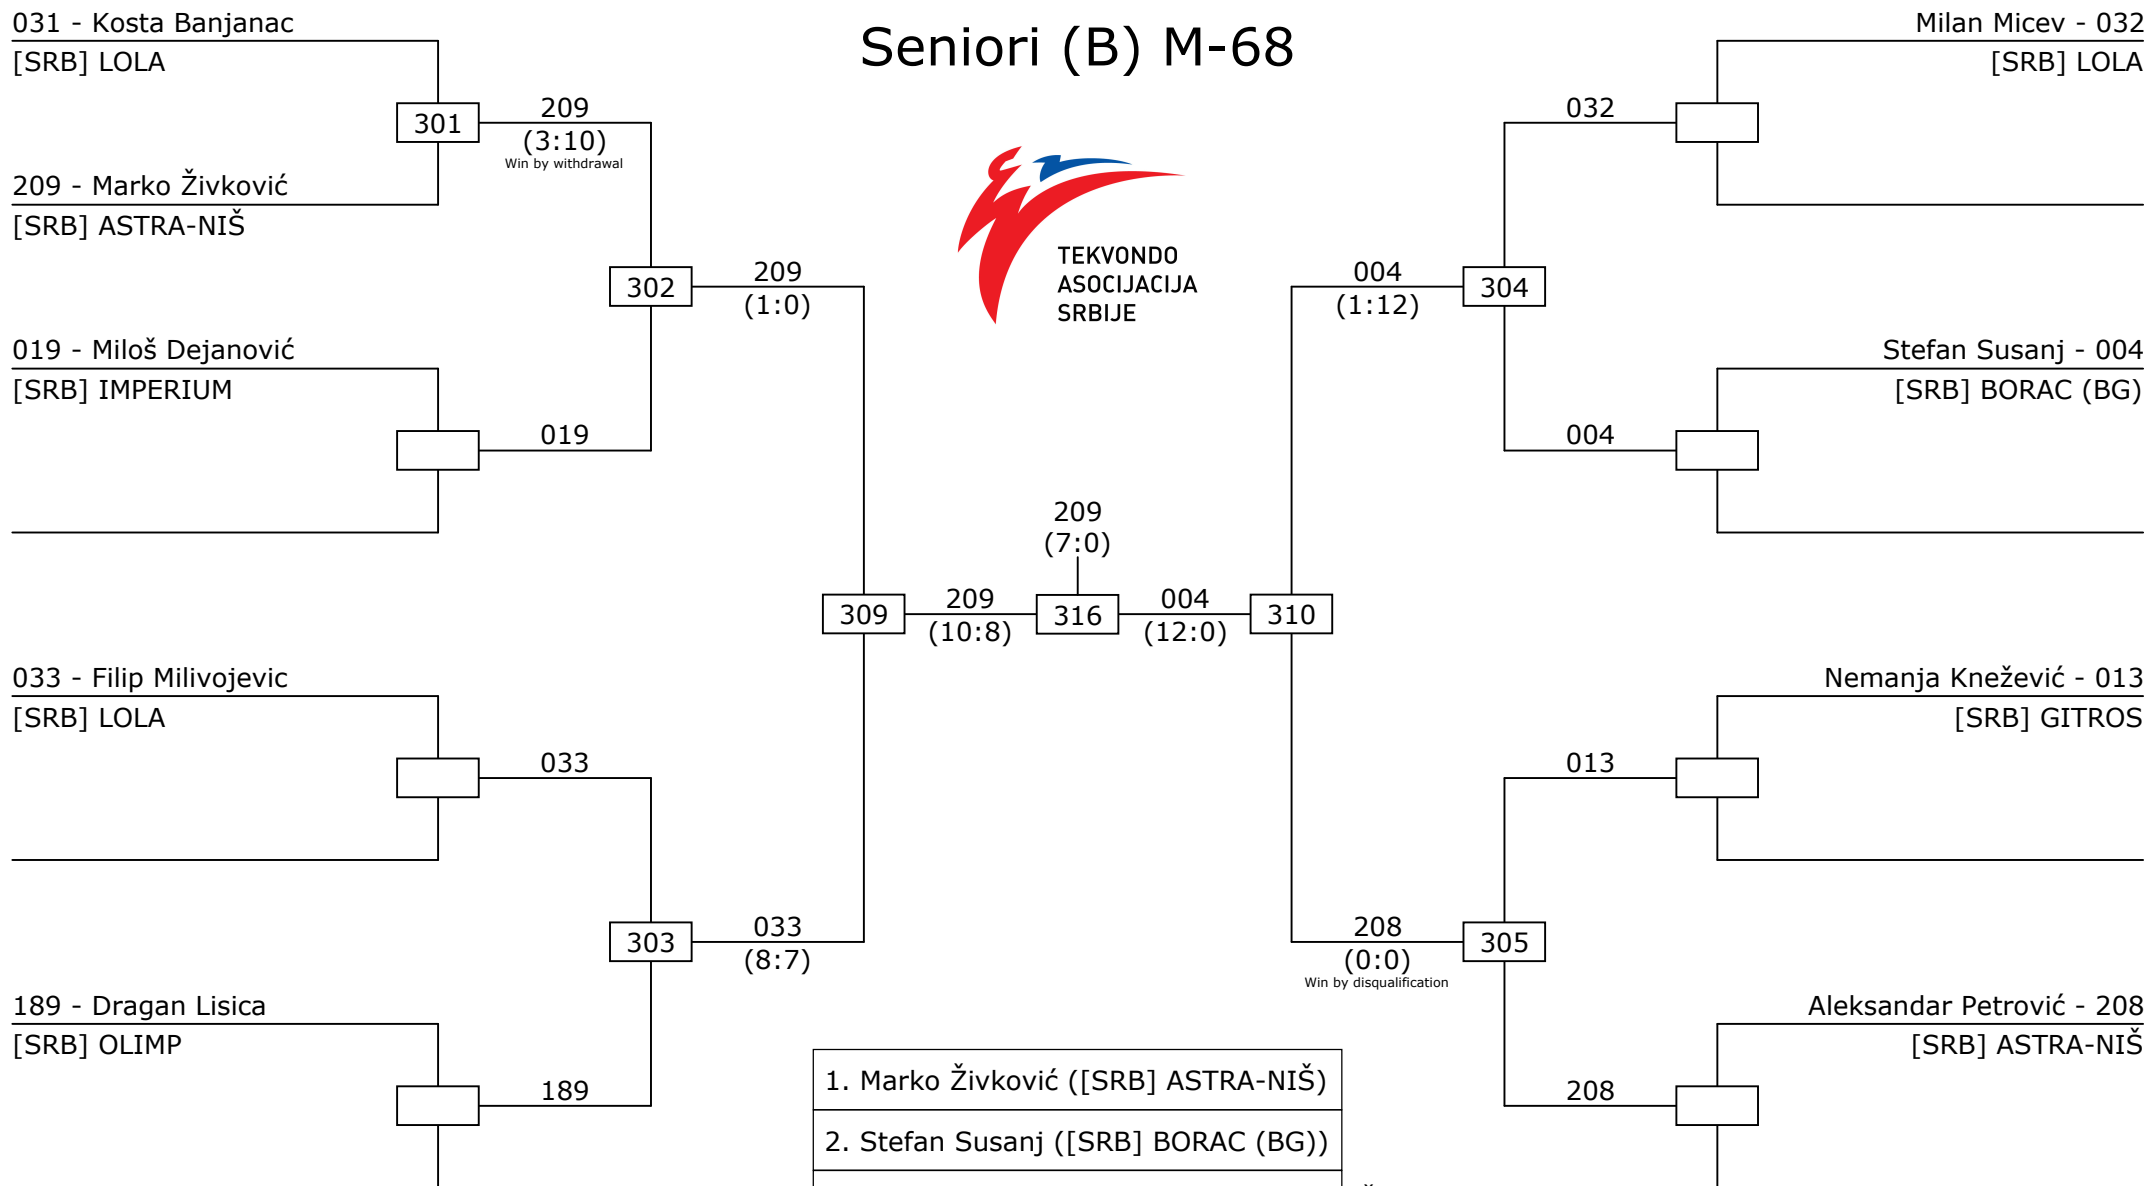 Seniori (B) M-68
031 - Kosta Banjanac
[SRB] LOLA
301
209
(3:10)
Win by withdrawal
209 - Marko Živković
[SRB] ASTRA-NIŠ
302
209
(1:0)
019 - Miloš Dejanović
[SRB] IMPERIUM
019
033 - Filip Milivojevic
[SRB] LOLA
033
303
033
(8:7)
189 - Dragan Lisica
[SRB] OLIMP
189
309
209
(10:8)
209
(7:0)
316
004
(12:0)
310
TEKVONDO
ASOCIJACIJA
SRBIJE
Milan Micev - 032
[SRB] LOLA
032
004
(1:12)
304
Stefan Susanj - 004
[SRB] BORAC (BG)
004
Nemanja Knežević - 013
[SRB] GITROS
013
208
(0:0)
Win by disqualification
305
Aleksandar Petrović - 208
[SRB] ASTRA-NIŠ
208
1. Marko Živković ([SRB] ASTRA-NIŠ)
2. Stefan Susanj ([SRB] BORAC (BG))